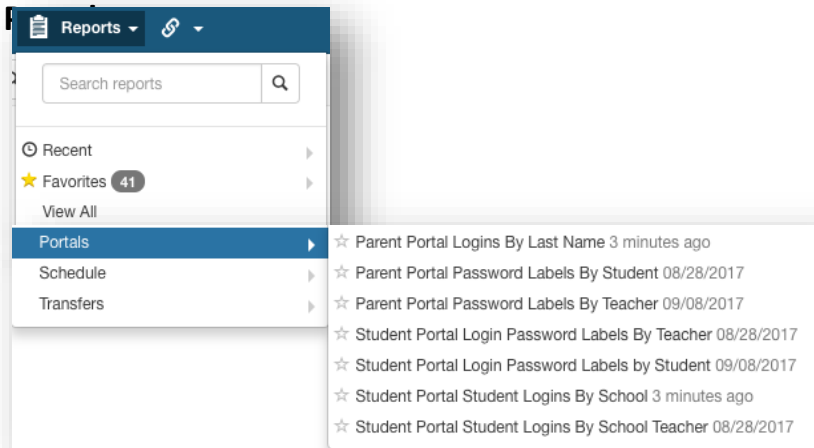 Reports
Search reports
Recent
Favorites 41
View All
Portals
Schedule
Transfers
Parent Portal Logins By Last Name 3 minutes ago
Parent Portal Password Labels By Student 08/28/2017
Parent Portal Password Labels By Teacher 09/08/2017
Student Portal Login Password Labels By Teacher 08/28/2017
Student Portal Login Password Labels by Student 09/08/2017
Student Portal Student Logins By School 3 minutes ago
Student Portal Student Logins By School Teacher 08/28/2017